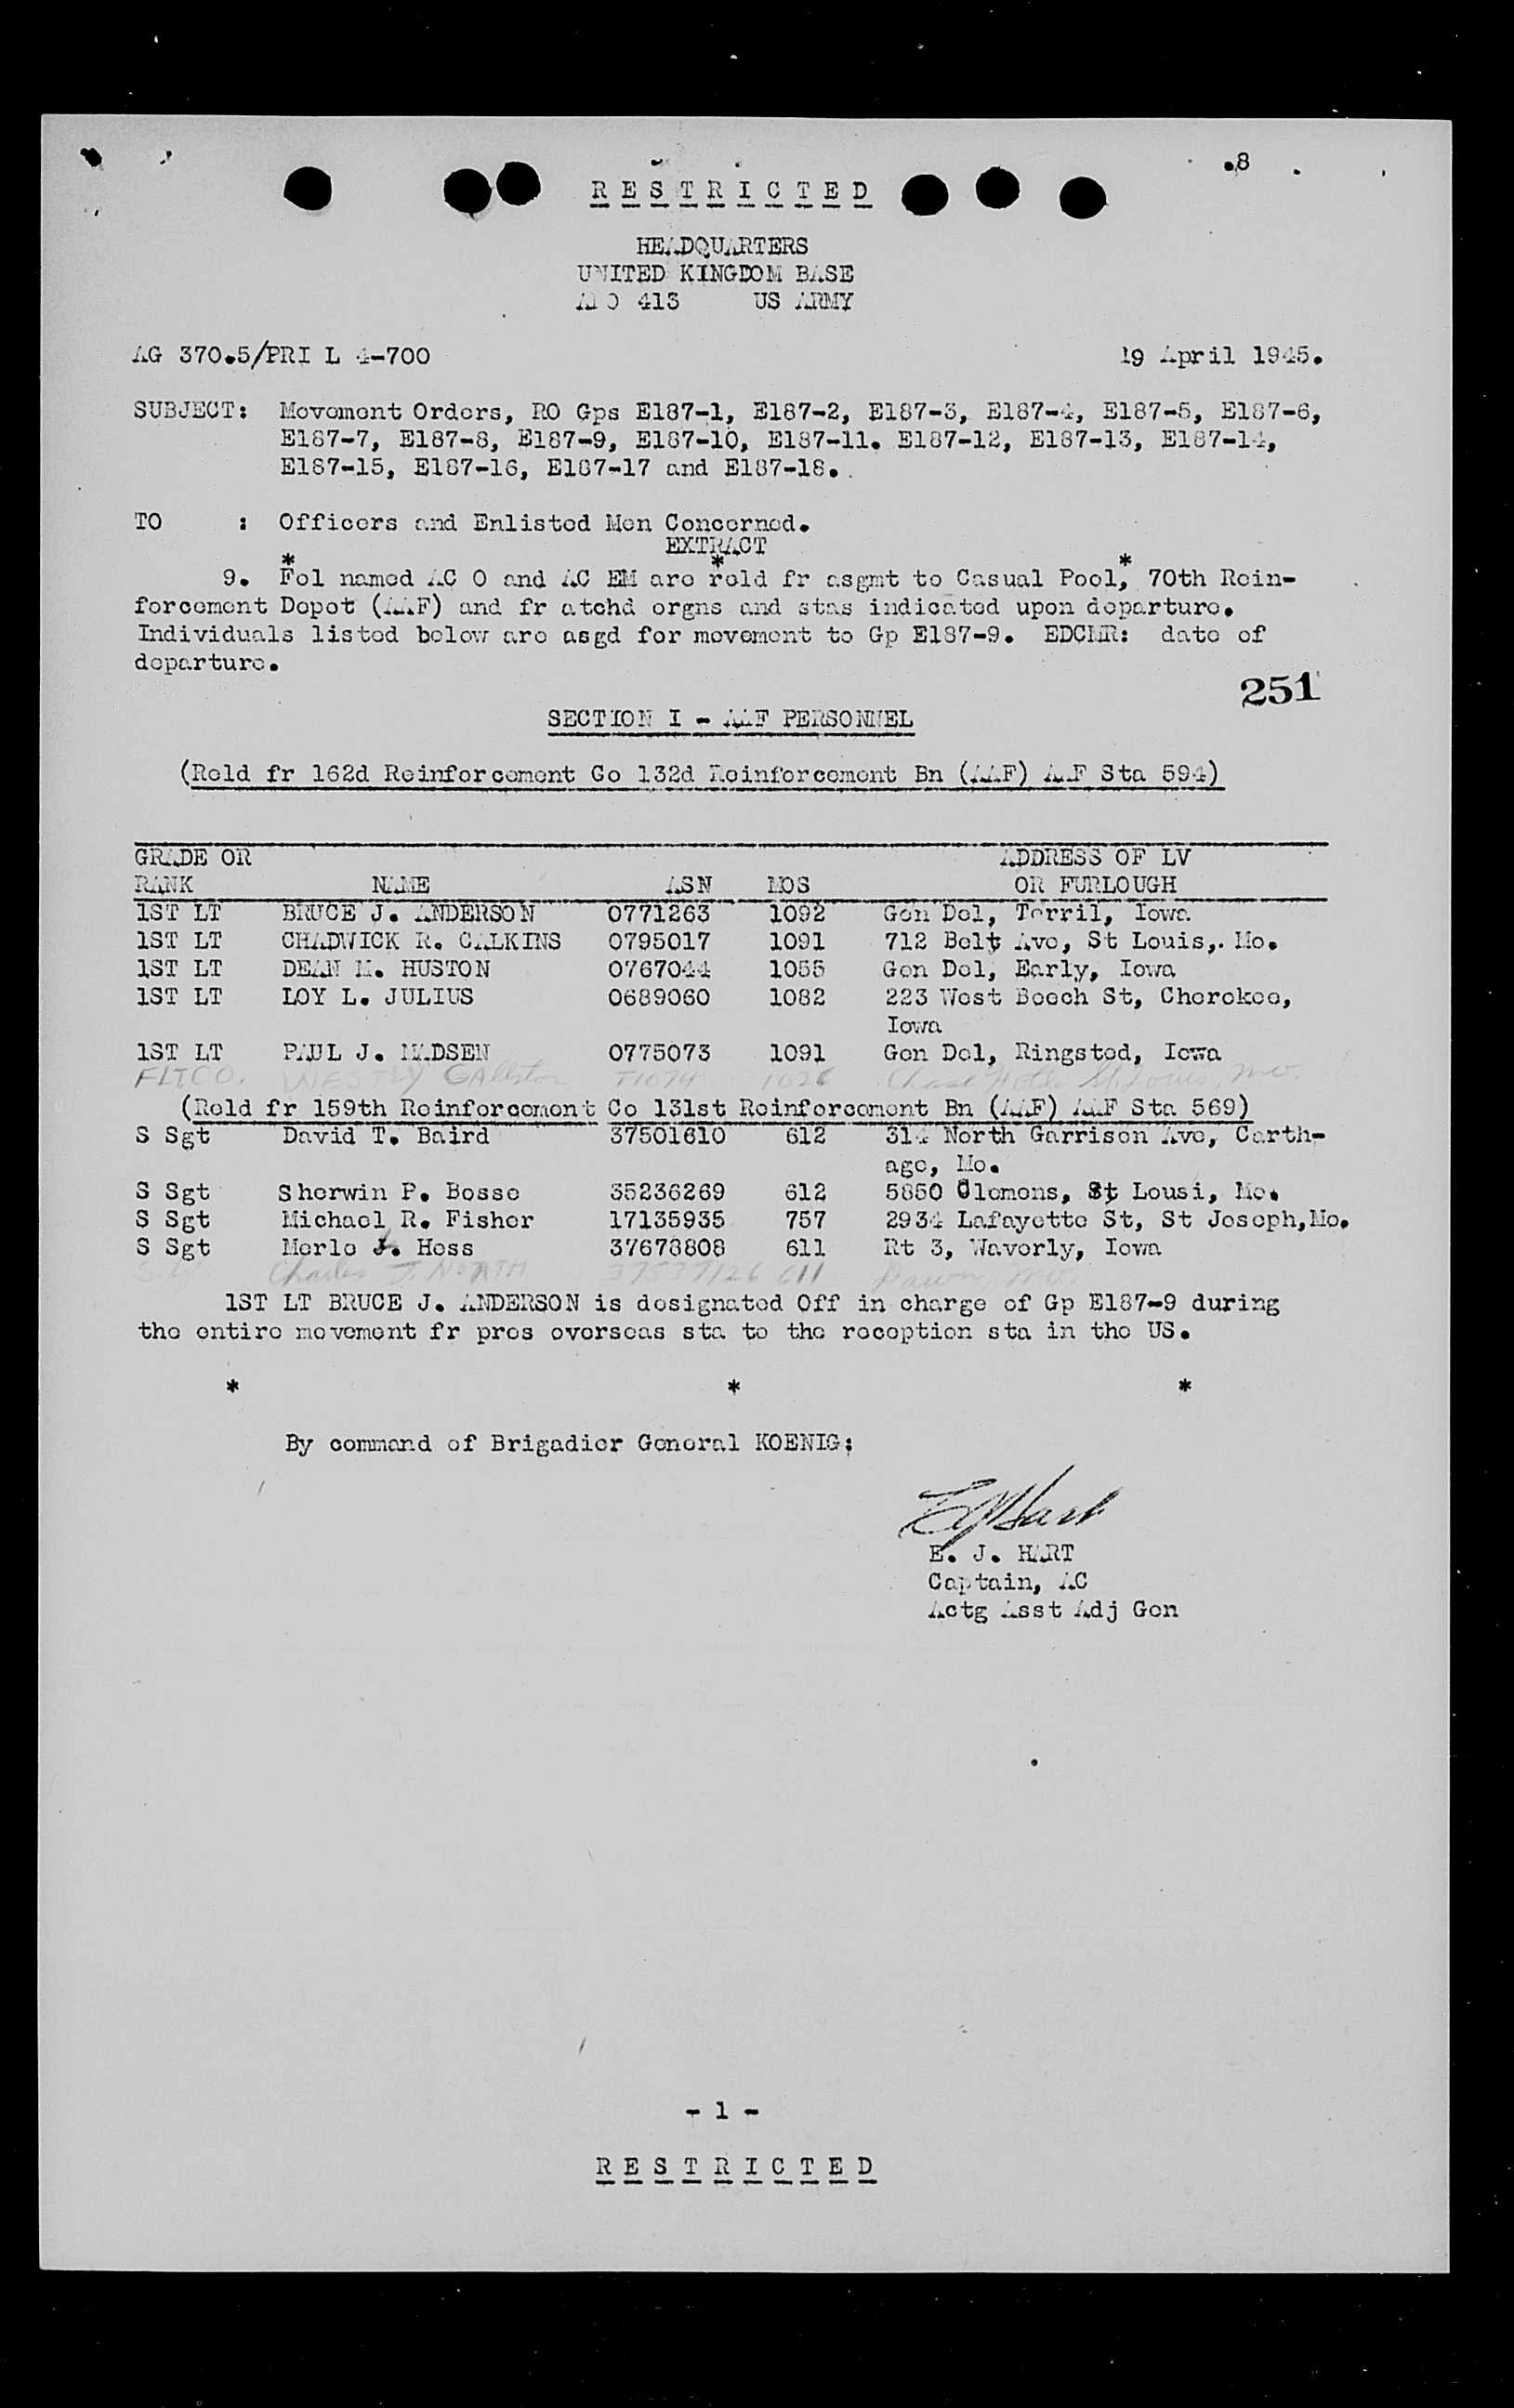 .8
R E S T R I C T E D
HEADQUARTERS
UNITED KINGDOM BASE
APO 413 US ARMY
AG 370.5/PRI L 4-700 19 April 1945.
SUBJECT: Movement Orders, RO Gps E187-1, E187-2, E187-3, E187-4, E187-5, E187-6,
E187-7, E187-8, E187-9, E187-10, E187-11. E187-12, E187-13, E187-14,
E187-15, E187-16, E187-17 and E187-18.
TO : Officers and Enlisted Men Concerned.
EXTRACT
* * *
9. Fol named AC O and AC EM are reld fr asgmt to Casual Pool, 70th Rein-
forcement Depot (AAF) and fr atchd orgns and stas indicated upon departure.
Individuals listed below are asgd for movement to Gp E187-9. EDCMR: date of
departure.
251
SECTION I - AAF PERSONNEL
(Reld fr 162d Reinforcement Co 132d Reinforcement Bn (AAF) AAF Sta 594)
GRADE OR ADDRESS OF LV
RANK NAME ASN MOS OR FURLOUGH
1ST LT BRUCE J. ANDERSON 0771263 1092 Gen Del, Terril, Iowa
1ST LT CHADWICK R. CALKINS 0795017 1091 712 Belt Ave, St Louis,. Mo.
1ST LT DEAN M. HUSTON 0767044 1055 Gen Del, Early, Iowa
1ST LT LOY L. JULIUS 0689060 1082 223 West Beech St, Cherokee,
Iowa
1ST LT PAUL J. MADSEN 0775073 1091 Gen Del, Ringsted, Iowa
FLT CO. WESTLY St. Louis, Mo.
(Reld fr 159th Reinforcement Co 131st Reinforcement Bn (AAF) AAF Sta 569)
S Sgt David T. Baird 37501610 612 314 North Garrison Ave, Carth-
age, Mo.
S Sgt Sherwin P. Bosse 35236269 612 5850 Clemens, St Lousi, Mo.
S Sgt Michael R. Fisher 17135935 757 2934 Lafayette St, St Joseph,Mo.
S Sgt Merle J. Hess 37678808 611 Rt 3, Waverly, Iowa
Charles J. NORTH 37537126 611 Mo.
1ST LT BRUCE J. ANDERSON is designated Off in charge of Gp E187-9 during
the entire movement fr pres overseas sta to the reception sta in the US.
* * *
By command of Brigadier General KOENIG:
EJ Hart
E. J. HART
Captain, AC
Actg Asst Adj Gen
- 1 -
R E S T R I C T E D